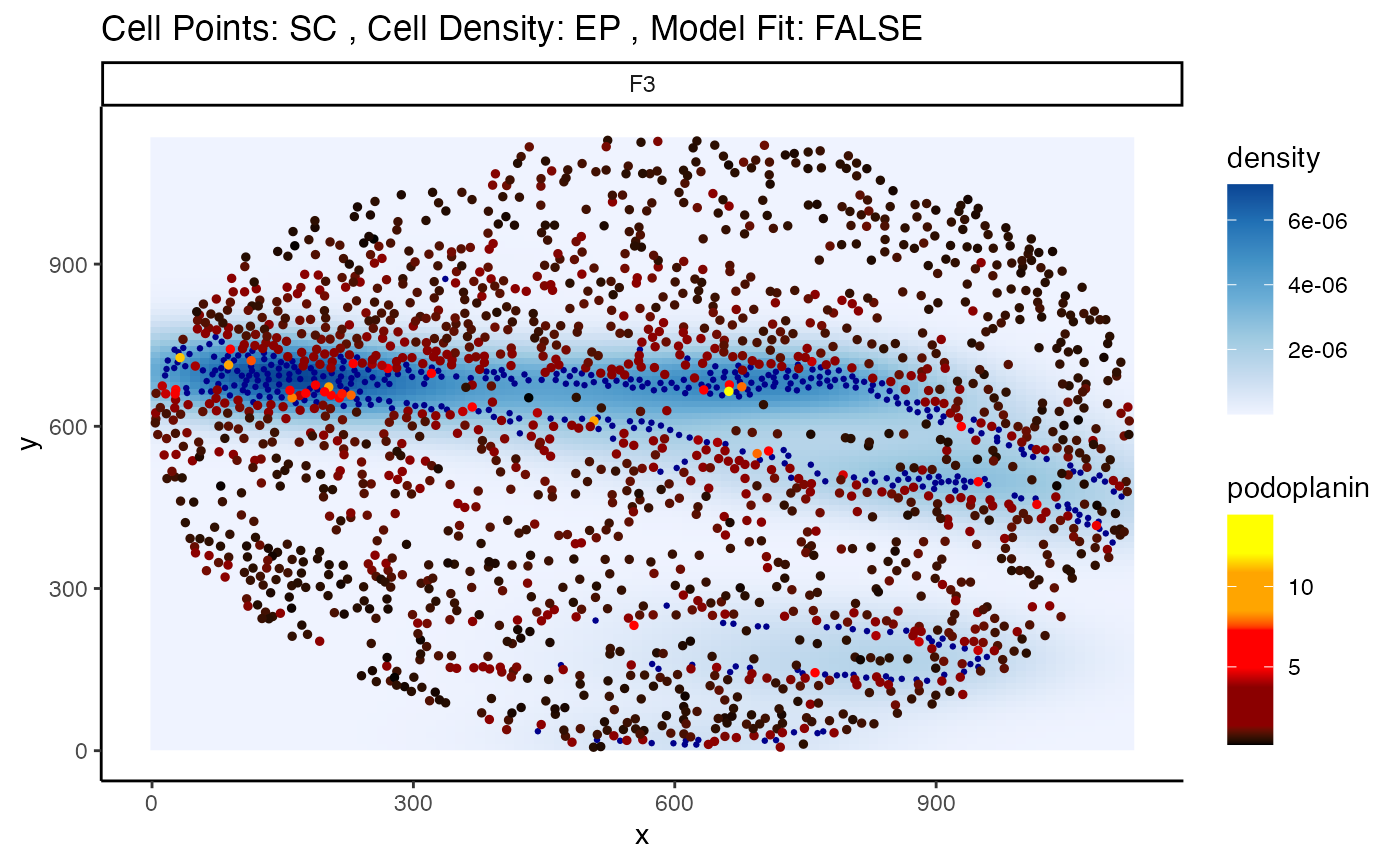 Cell Points: SC , Cell Density: EP , Model Fit: FALSE
F3
density
6e-06
4e-06
2e-06
podoplanin
10
5
y
900
600
300
0
0 300 600 900
x